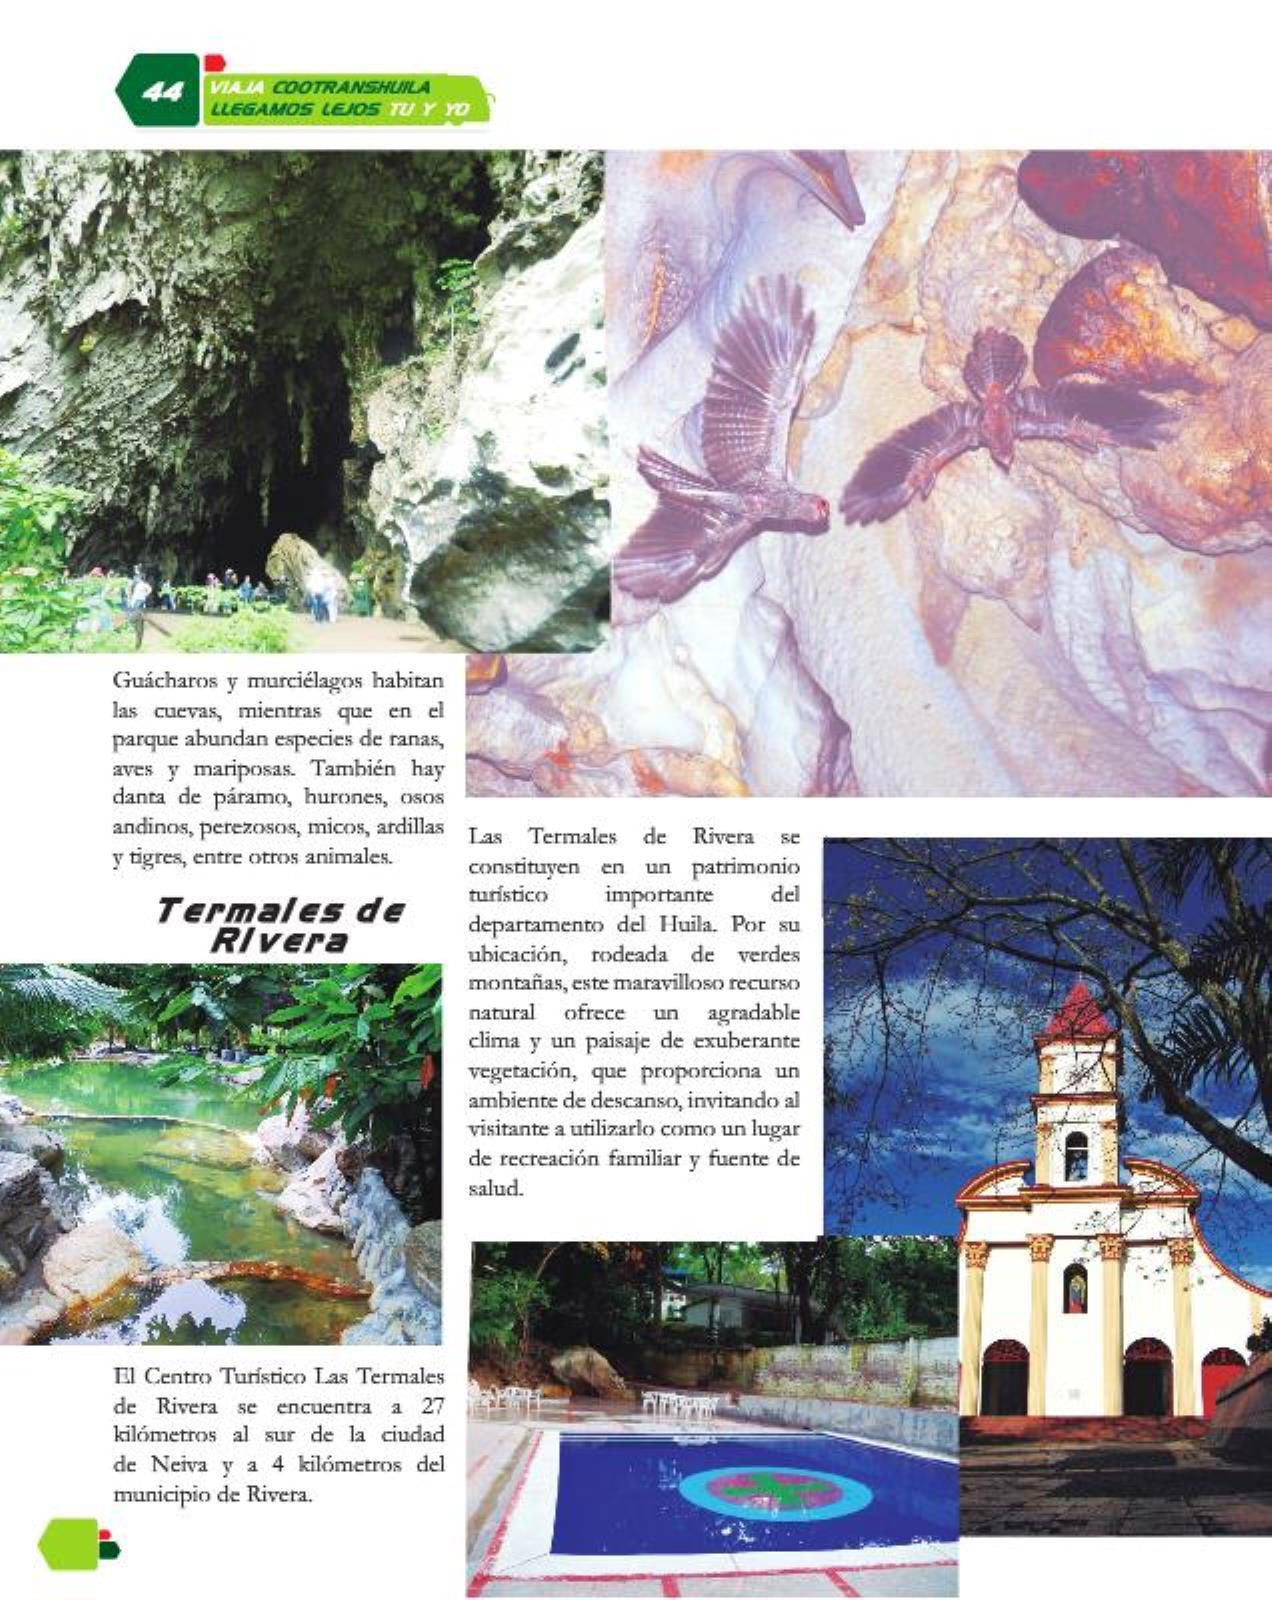 44
VIAJA COOTRANSHUILA
LLEGAMOS LEJOS TU Y YO
Guácharos y murciélagos habitan
las cuevas, mientras que en el
parque abundan especies de ranas,
aves y mariposas. También hay
danta de páramo, hurones, osos
andinos, perezosos, micos, ardillas
y tigres, entre otros animales.
Termales de
Rivera
El Centro Turístico Las Termales
de Rivera se encuentra a 27
kilómetros al sur de la ciudad
de Neiva y a 4 kilómetros del
municipio de Rivera.
Las Termales de Rivera se
constituyen en un patrimonio
turístico importante del
departamento del Huila. Por su
ubicación, rodeada de verdes
montañas, este maravilloso recurso
natural ofrece un agradable
clima y un paisaje de exuberante
vegetación, que proporciona un
ambiente de descanso, invitando al
visitante a utilizarlo como un lugar
de recreación familiar y fuente de
salud.